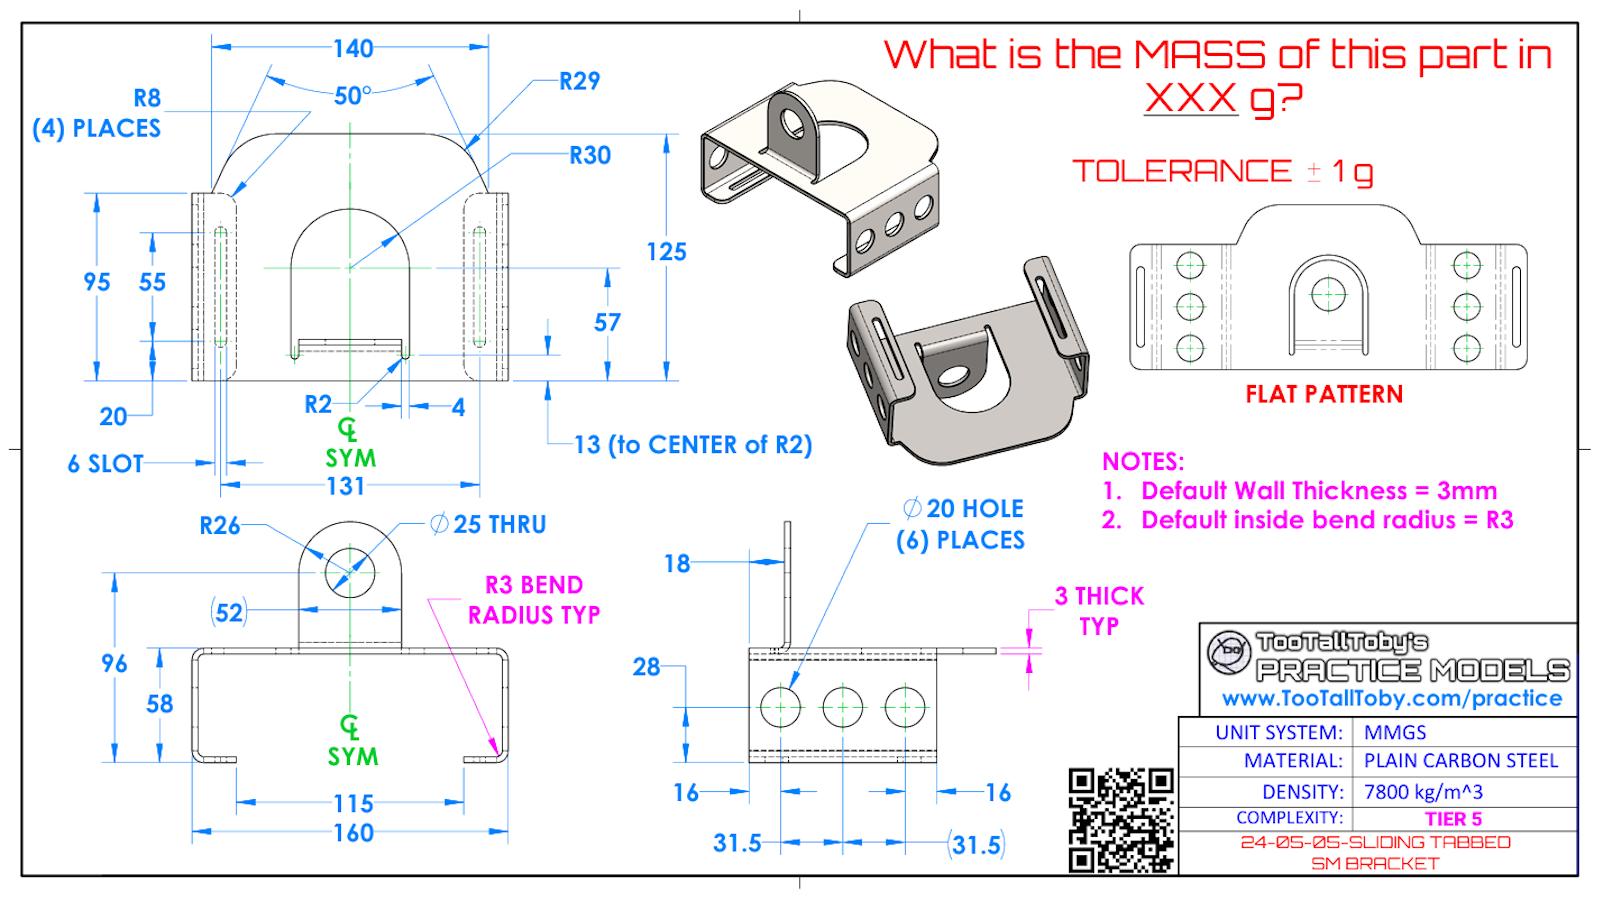 What is the MASS of this part in
XXX g?
TOLERANCE ± 1g
140
50°
R8
(4) PLACES
R29
R30
125
95
55
57
20
R2
4
℄
SYM
13 (to CENTER of R2)
6 SLOT
131
FLAT PATTERN
NOTES:
1. Default Wall Thickness = 3mm
2. Default inside bend radius = R3
R26
∅25 THRU
(52)
R3 BEND
RADIUS TYP
96
58
℄
SYM
115
160
∅20 HOLE
(6) PLACES
18
28
3 THICK
TYP
16
16
31.5
(31.5)
TooTallToby's
PRACTICE MODELS
www.TooTallToby.com/practice
UNIT SYSTEM: MMGS
MATERIAL: PLAIN CARBON STEEL
DENSITY: 7800 kg/m^3
COMPLEXITY: TIER 5
24-05-05-SLIDING TABBED
SM BRACKET